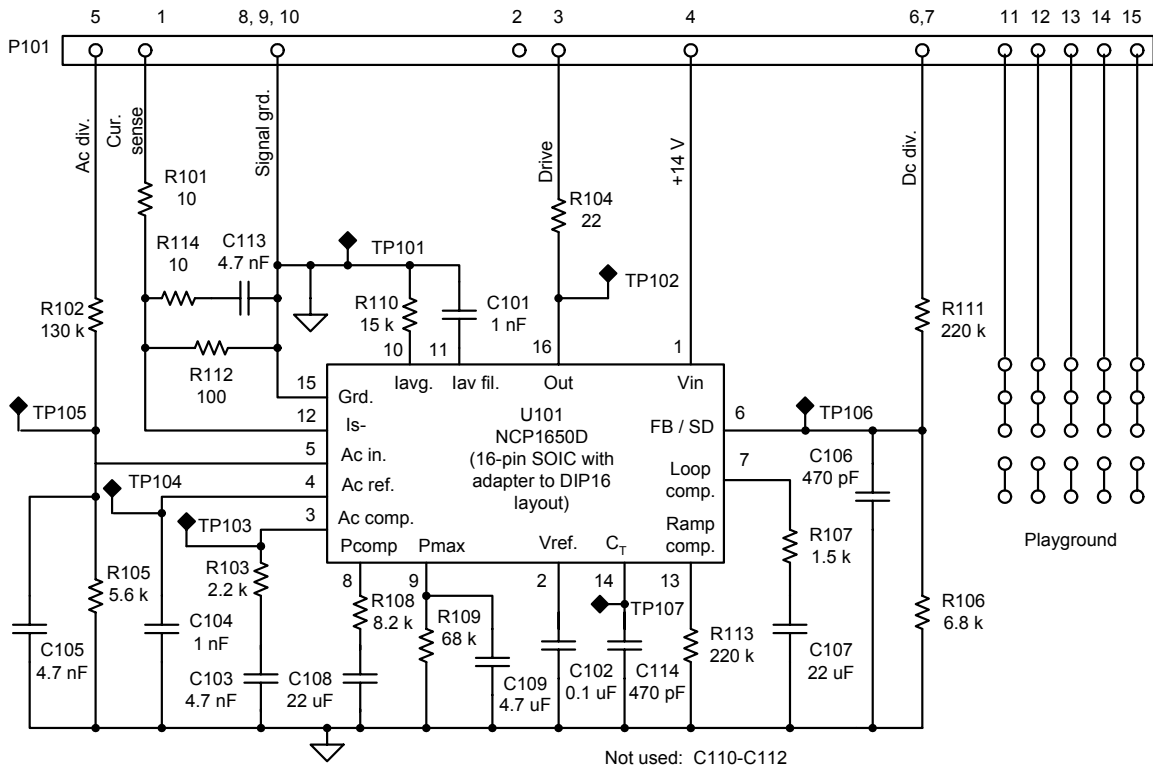 5 1 8, 9, 10 2 3 4 6,7 11 12 13 14 15
P101
Ac div.
Cur.
sense
Signal grd.
Drive
+14 V
Dc div.
R101
10
R114
10
C113
4.7 nF
TP101
R104
22
TP102
R102
130 k
R110
15 k
C101
1 nF
R111
220 k
R112
100
10 11 16 1
Iavg. Iav fil. Out Vin
15
Grd.
12
Is-
5
Ac in.
4
Ac ref.
3
Ac comp.
U101
NCP1650D
(16-pin SOIC with
adapter to DIP16
layout)
6
FB / SD
7
Loop
comp.
Ramp
comp.
Pcomp Pmax Vref. CT
8 9 2 14 13
TP105
TP104
TP103
TP106
C106
470 pF
R107
1.5 k
Playground
R105
5.6 k
R103
2.2 k
R108
8.2 k
R109
68 k
TP107
R113
220 k
R106
6.8 k
C105
4.7 nF
C104
1 nF
C103
4.7 nF
C108
22 uF
C109
4.7 uF
C102
0.1 uF
C114
470 pF
C107
22 uF
Not used: C110-C112